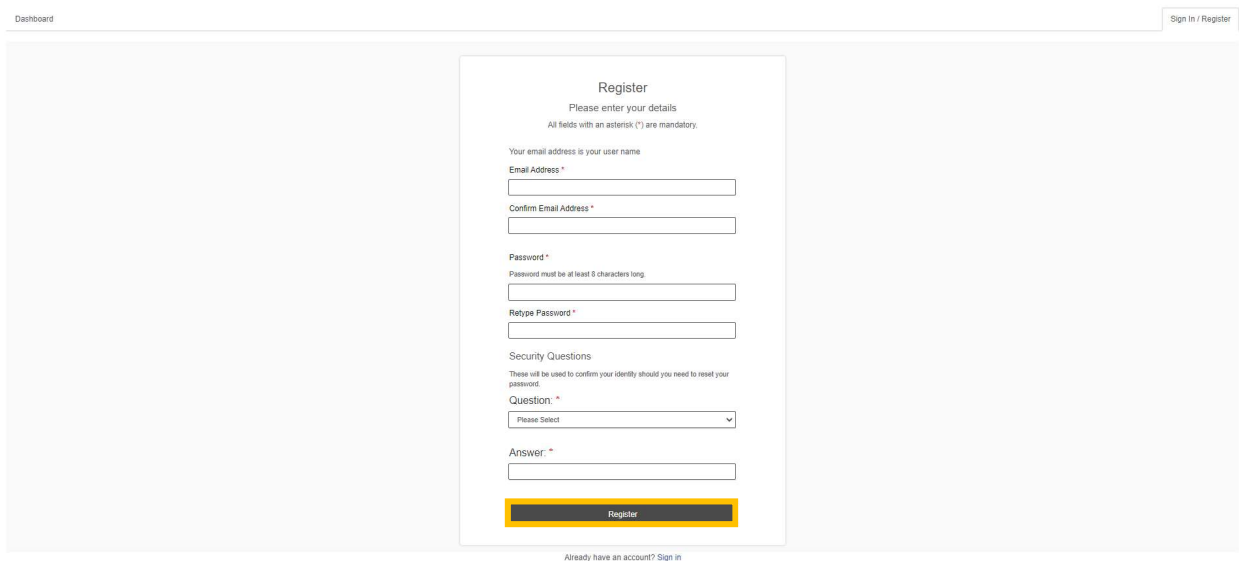 Dashboard
Sign In / Register
Register
Please enter your details
All fields with an asterisk (*) are mandatory.
Your email address is your user name
Email Address *
Confirm Email Address *
Password *
Password must be at least 8 characters long.
Retype Password *
Security Questions
These will be used to confirm your identity should you need to reset your
password.
Question: *
Please Select
Answer: *
Register
Already have an account? Sign in